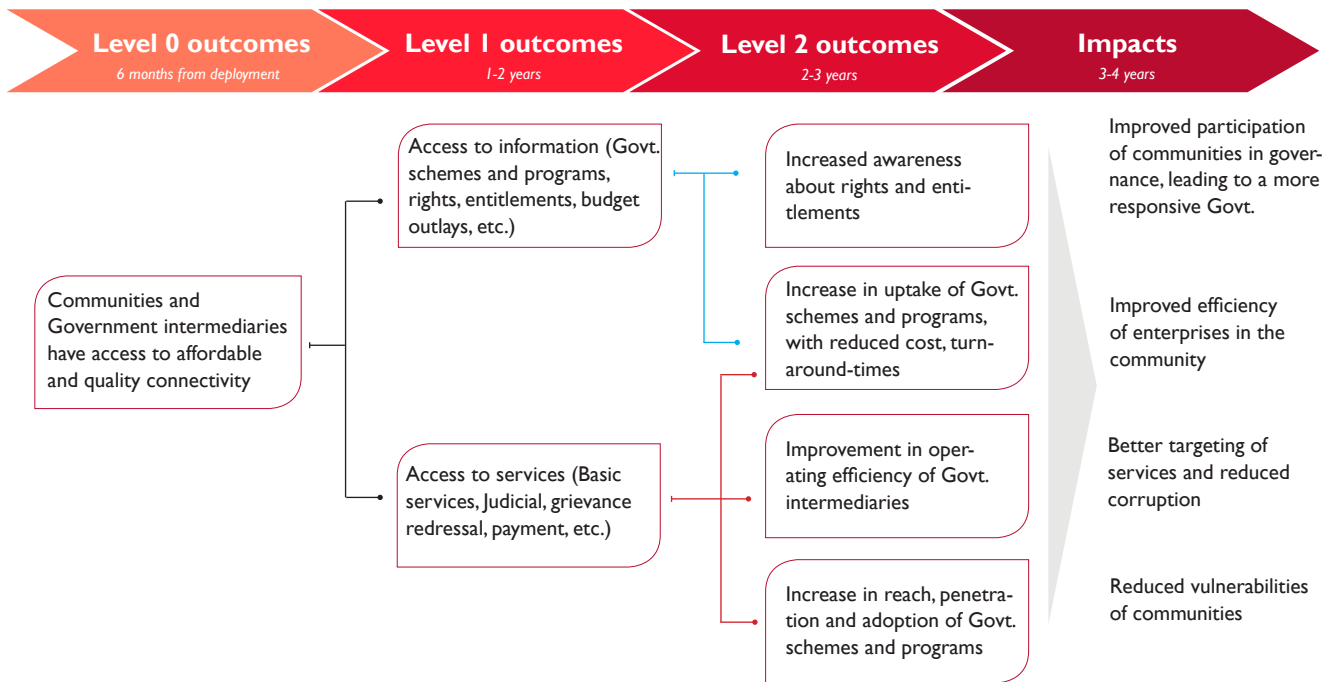 Level 0 outcomes
6 months from deployment
Level 1 outcomes
1-2 years
Level 2 outcomes
2-3 years
Impacts
3-4 years
Communities and
Government intermediaries
have access to affordable
and quality connectivity
Access to information (Govt.
schemes and programs,
rights, entitlements, budget
outlays, etc.)
Access to services (Basic
services, Judicial, grievance
redressal, payment, etc.)
Increased awareness
about rights and enti-
tlements
Increase in uptake of Govt.
schemes and programs,
with reduced cost, turn-
around-times
Improvement in oper-
ating efficiency of Govt.
intermediaries
Increase in reach, penetra-
tion and adoption of Govt.
schemes and programs
Improved participation
of communities in gover-
nance, leading to a more
responsive Govt.
Improved efficiency
of enterprises in the
community
Better targeting of
services and reduced
corruption
Reduced vulnerabilities
of communities